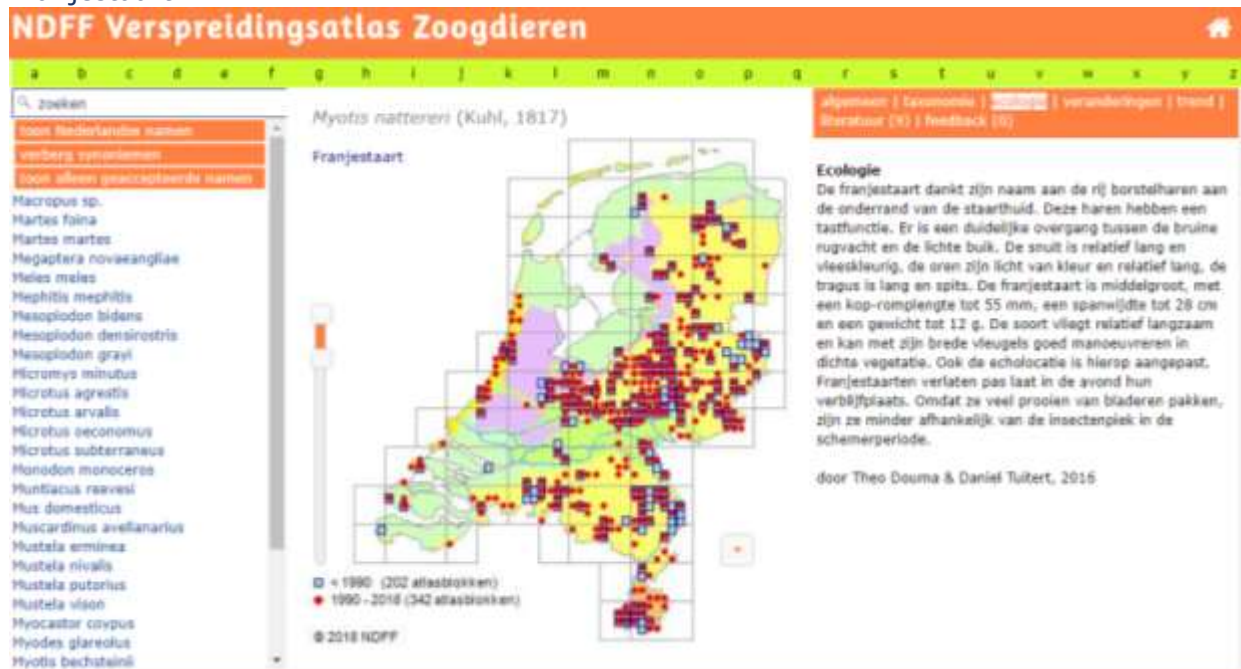 NDFF Verspreidingsatlas Zoogdieren
a b c d e f g h i j k l m n o p q r s t u v w x y z
zoeken
toon Nederlandse namen
verberg synoniemen
toon alleen geaccepteerde namen
Macropus sp.
Martes foina
Martes martes
Megaptera novaeangliae
Meles meles
Mephitis mephitis
Mesoplodon bidens
Mesoplodon densirostris
Mesoplodon grayi
Micromys minutus
Microtus agrestis
Microtus arvalis
Microtus oeconomus
Microtus subterraneus
Monodon monoceros
Muntiacus reevesi
Mus domesticus
Muscardinus avellanarius
Mustela erminea
Mustela nivalis
Mustela putorius
Mustela vison
Myocastor coypus
Myodes glareolus
Myotis bechsteinii
Myotis nattereri (Kuhl, 1817)
Franjestaart
< 1990 (202 atlasblokken)
1990 - 2018 (342 atlasblokken)
© 2018 NDFF
algemeen | taxonomie | ecologie | veranderingen | trend |
literatuur (9) | feedback (0)
Ecologie
De franjestaart dankt zijn naam aan de rij borstelharen aan
de onderrand van de staarthuid. Deze haren hebben een
tastfunctie. Er is een duidelijke overgang tussen de bruine
rugvacht en de lichte buik. De snuit is relatief lang en
vleeskleurig, de oren zijn licht van kleur en relatief lang, de
tragus is lang en spits. De franjestaart is middelgroot, met
een kop-romplengte tot 55 mm, een spanwijdte tot 28 cm
en een gewicht tot 12 g. De soort vliegt relatief langzaam
en kan met zijn brede vleugels goed manoeuvreren in
dichte vegetatie. Ook de echolocatie is hierop aangepast.
Franjestaarten verlaten pas laat in de avond hun
verblijfplaats. Omdat ze veel prooien van bladeren pakken,
zijn ze minder afhankelijk van de insectenpiek in de
schemerperiode.
door Theo Douma & Daniel Tuitert, 2016